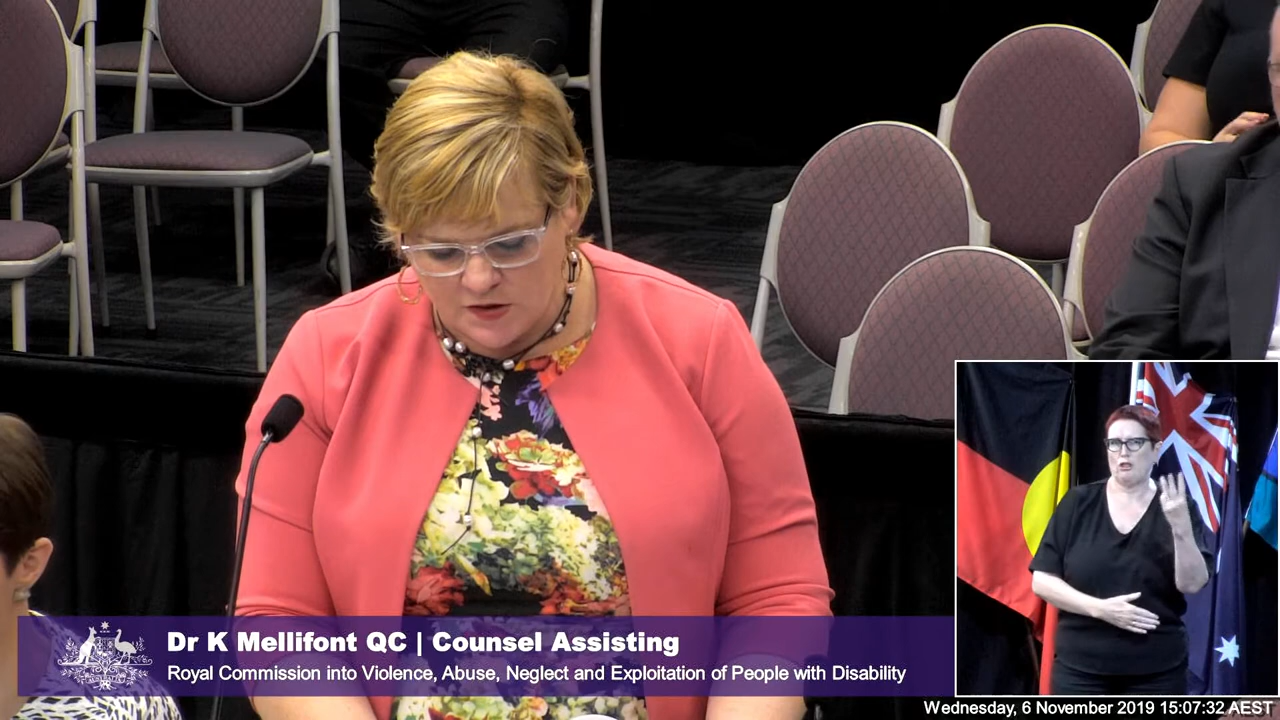 Dr K Mellifont QC | Counsel Assisting
Royal Commission into Violence, Abuse, Neglect and Exploitation of People with Disability
Wednesday, 6 November 2019 15:07:32 AEST